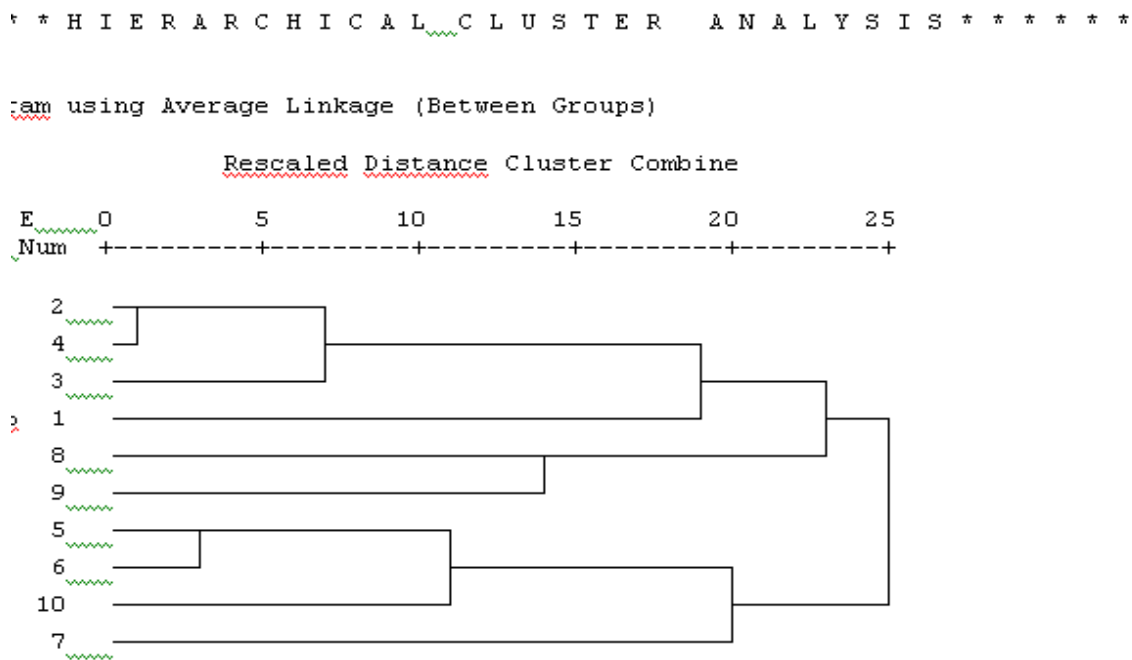 * * H I E R A R C H I C A L C L U S T E R A N A L Y S I S * * * * * *
using Average Linkage (Between Groups)
Rescaled Distance Cluster Combine
E 0 5 10 15 20 25
Num +---------+---------+---------+---------+---------+
2
4
3
1
8
9
5
6
10
7